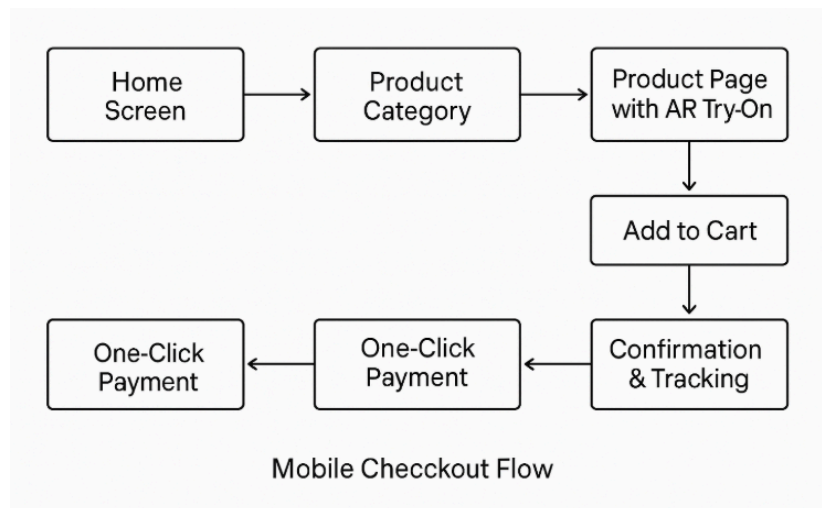 Home
Screen
Product
Category
Product Page
with AR Try-On
Add to Cart
One-Click
Payment
One-Click
Payment
Confirmation
& Tracking
Mobile Checckout Flow